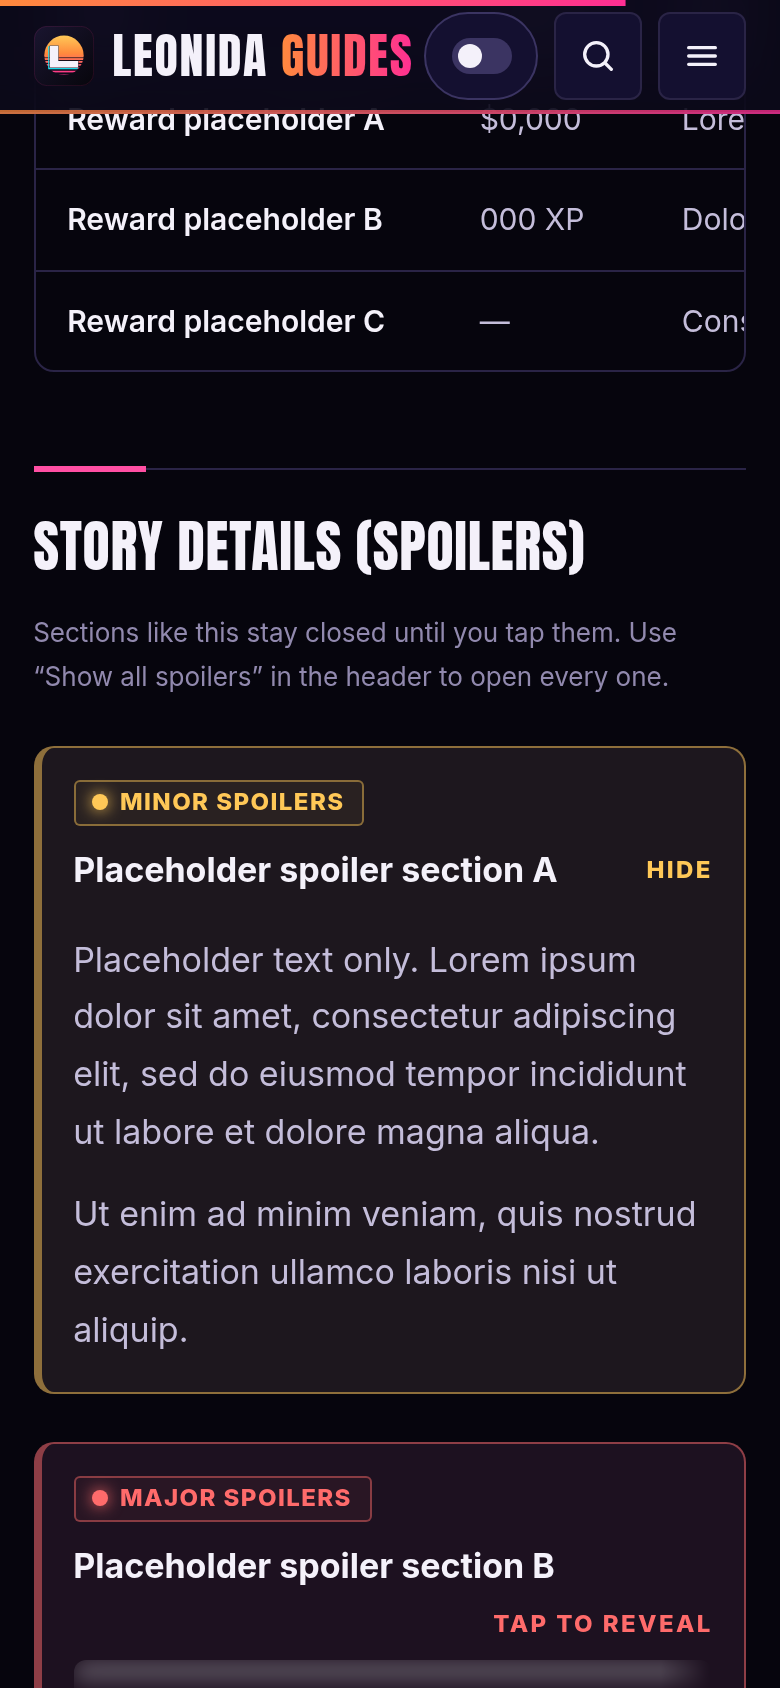 LEONIDA GUIDES
Reward placeholder A $0,000 Lore
Reward placeholder B 000 XP Dolo
Reward placeholder C — Cons
STORY DETAILS (SPOILERS)
Sections like this stay closed until you tap them. Use
“Show all spoilers” in the header to open every one.
MINOR SPOILERS
Placeholder spoiler section A HIDE
Placeholder text only. Lorem ipsum
dolor sit amet, consectetur adipiscing
elit, sed do eiusmod tempor incididunt
ut labore et dolore magna aliqua.
Ut enim ad minim veniam, quis nostrud
exercitation ullamco laboris nisi ut
aliquip.
MAJOR SPOILERS
Placeholder spoiler section B
TAP TO REVEAL